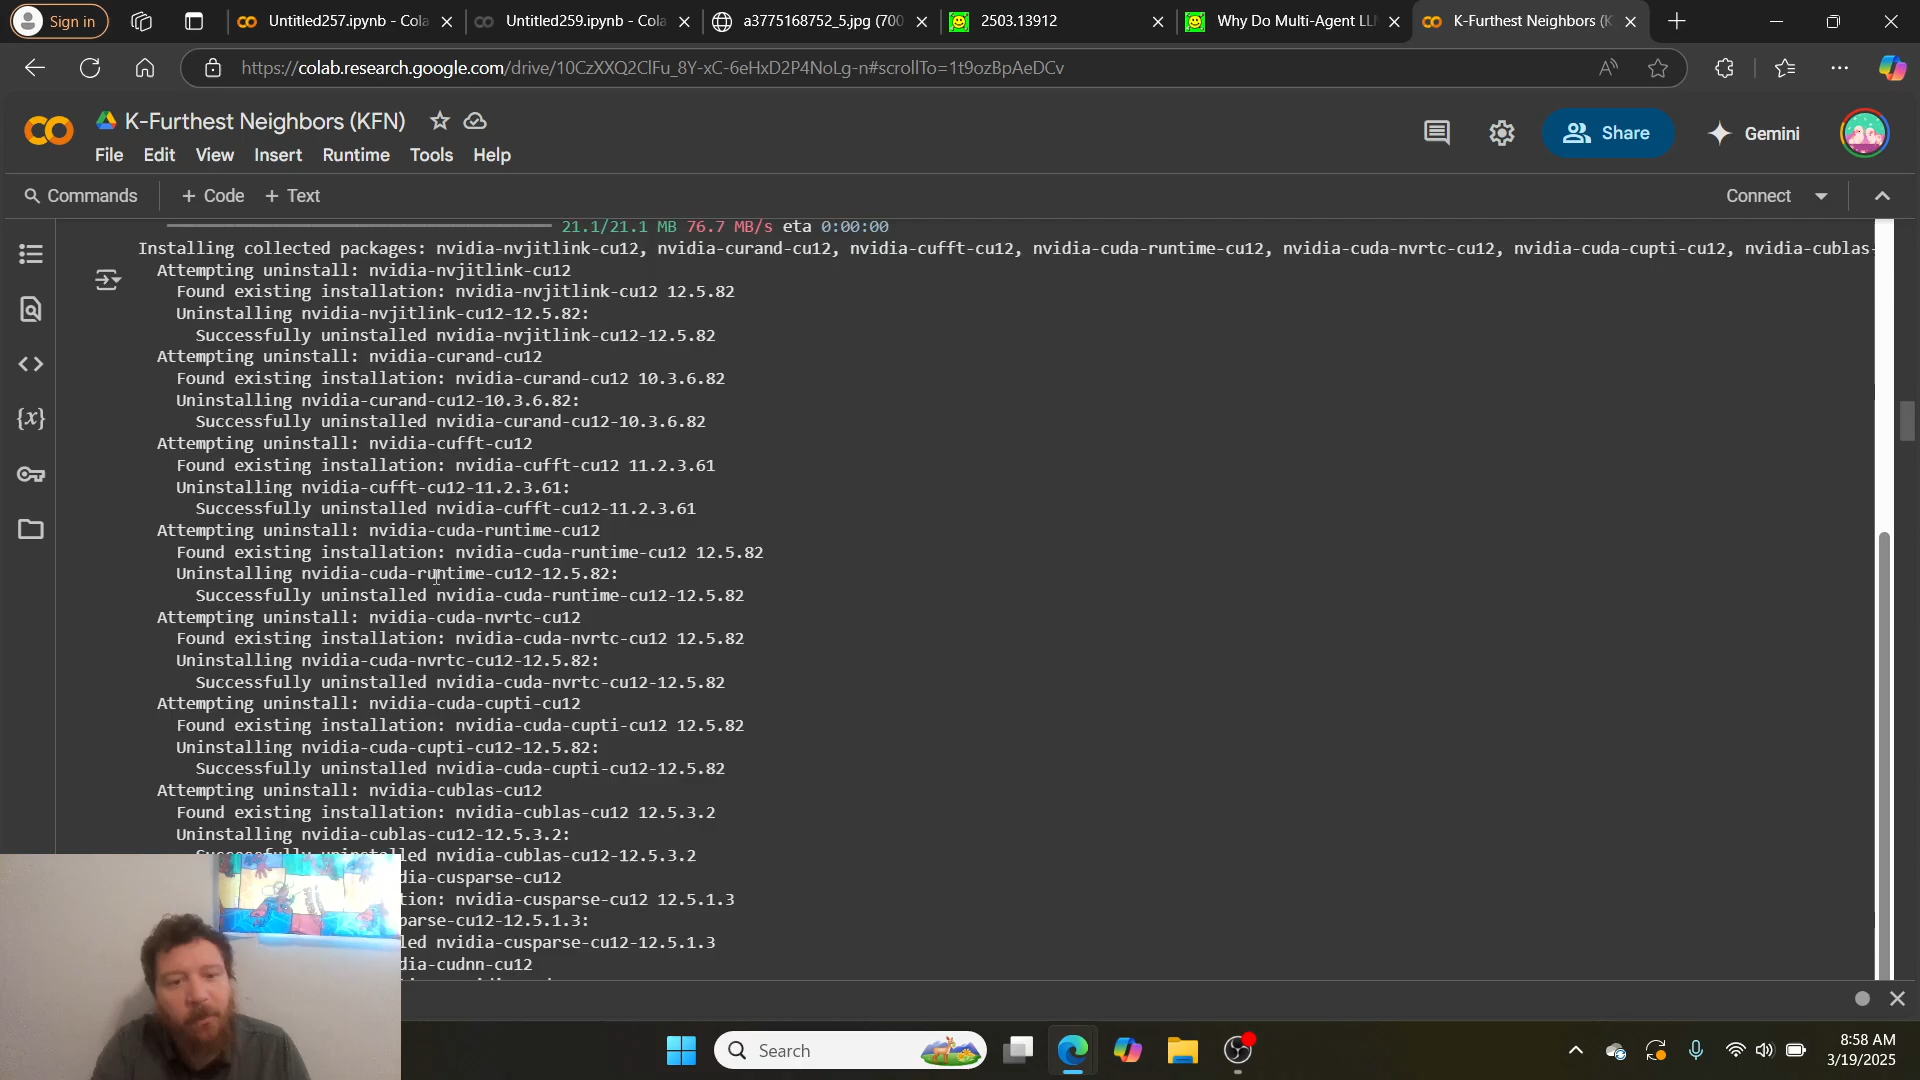 Sign in
Untitled257.ipynb - Cola
Untitled259.ipynb - Cola
a3775168752_5.jpg (700
2503.13912
Why Do Multi-Agent LL
K-Furthest Neighbors (K
https://colab.research.google.com/drive/10CzXXQ2ClFu_8Y-xC-6eHxD2P4NoLg-n#scrollTo=1t9ozBpAeDCv
K-Furthest Neighbors (KFN)
File Edit View Insert Runtime Tools Help
Share
Gemini
Commands + Code + Text
Connect
21.1/21.1 MB 76.7 MB/s eta 0:00:00
Installing collected packages: nvidia-nvjitlink-cu12, nvidia-curand-cu12, nvidia-cufft-cu12, nvidia-cuda-runtime-cu12, nvidia-cuda-nvrtc-cu12, nvidia-cuda-cupti-cu12, nvidia-cublas-
Attempting uninstall: nvidia-nvjitlink-cu12
Found existing installation: nvidia-nvjitlink-cu12 12.5.82
Uninstalling nvidia-nvjitlink-cu12-12.5.82:
Successfully uninstalled nvidia-nvjitlink-cu12-12.5.82
Attempting uninstall: nvidia-curand-cu12
Found existing installation: nvidia-curand-cu12 10.3.6.82
Uninstalling nvidia-curand-cu12-10.3.6.82:
Successfully uninstalled nvidia-curand-cu12-10.3.6.82
Attempting uninstall: nvidia-cufft-cu12
Found existing installation: nvidia-cufft-cu12 11.2.3.61
Uninstalling nvidia-cufft-cu12-11.2.3.61:
Successfully uninstalled nvidia-cufft-cu12-11.2.3.61
Attempting uninstall: nvidia-cuda-runtime-cu12
Found existing installation: nvidia-cuda-runtime-cu12 12.5.82
Uninstalling nvidia-cuda-runtime-cu12-12.5.82:
Successfully uninstalled nvidia-cuda-runtime-cu12-12.5.82
Attempting uninstall: nvidia-cuda-nvrtc-cu12
Found existing installation: nvidia-cuda-nvrtc-cu12 12.5.82
Uninstalling nvidia-cuda-nvrtc-cu12-12.5.82:
Successfully uninstalled nvidia-cuda-nvrtc-cu12-12.5.82
Attempting uninstall: nvidia-cuda-cupti-cu12
Found existing installation: nvidia-cuda-cupti-cu12 12.5.82
Uninstalling nvidia-cuda-cupti-cu12-12.5.82:
Successfully uninstalled nvidia-cuda-cupti-cu12-12.5.82
Attempting uninstall: nvidia-cublas-cu12
Found existing installation: nvidia-cublas-cu12 12.5.3.2
Uninstalling nvidia-cublas-cu12-12.5.3.2:
Successfully uninstalled nvidia-cublas-cu12-12.5.3.2
dia-cusparse-cu12
tion: nvidia-cusparse-cu12 12.5.1.3
parse-cu12-12.5.1.3:
led nvidia-cusparse-cu12-12.5.1.3
dia-cudnn-cu12
Search
8:58 AM
3/19/2025